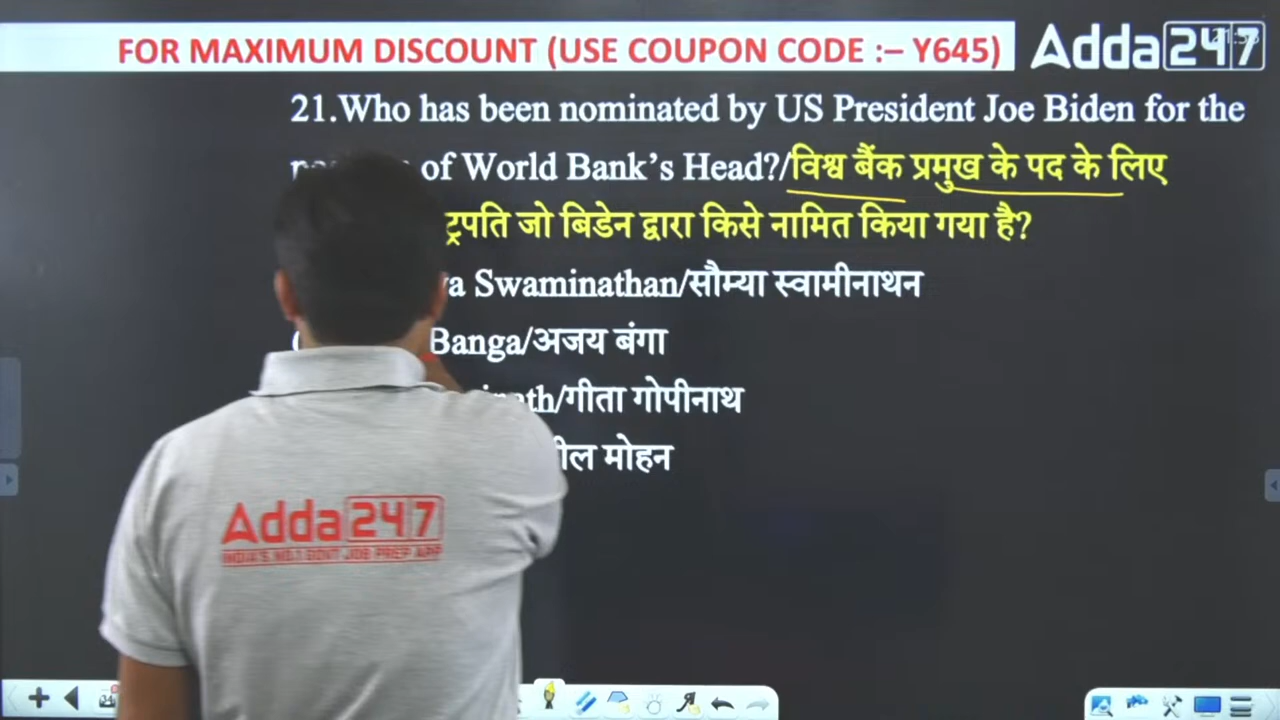 FOR MAXIMUM DISCOUNT (USE COUPON CODE :– Y645)
Adda247
21.Who has been nominated by US President Joe Biden for the
of World Bank’s Head?/विश्व बैंक प्रमुख के पद के लिए
जो बिडेन द्वारा किसे नामित किया गया है?
Swaminathan/सौम्या स्वामीनाथन
Banga/अजय बंगा
गीता गोपीनाथ
मोहन
Adda247
INDIA'S NO.1 GOVT JOB PREP APP